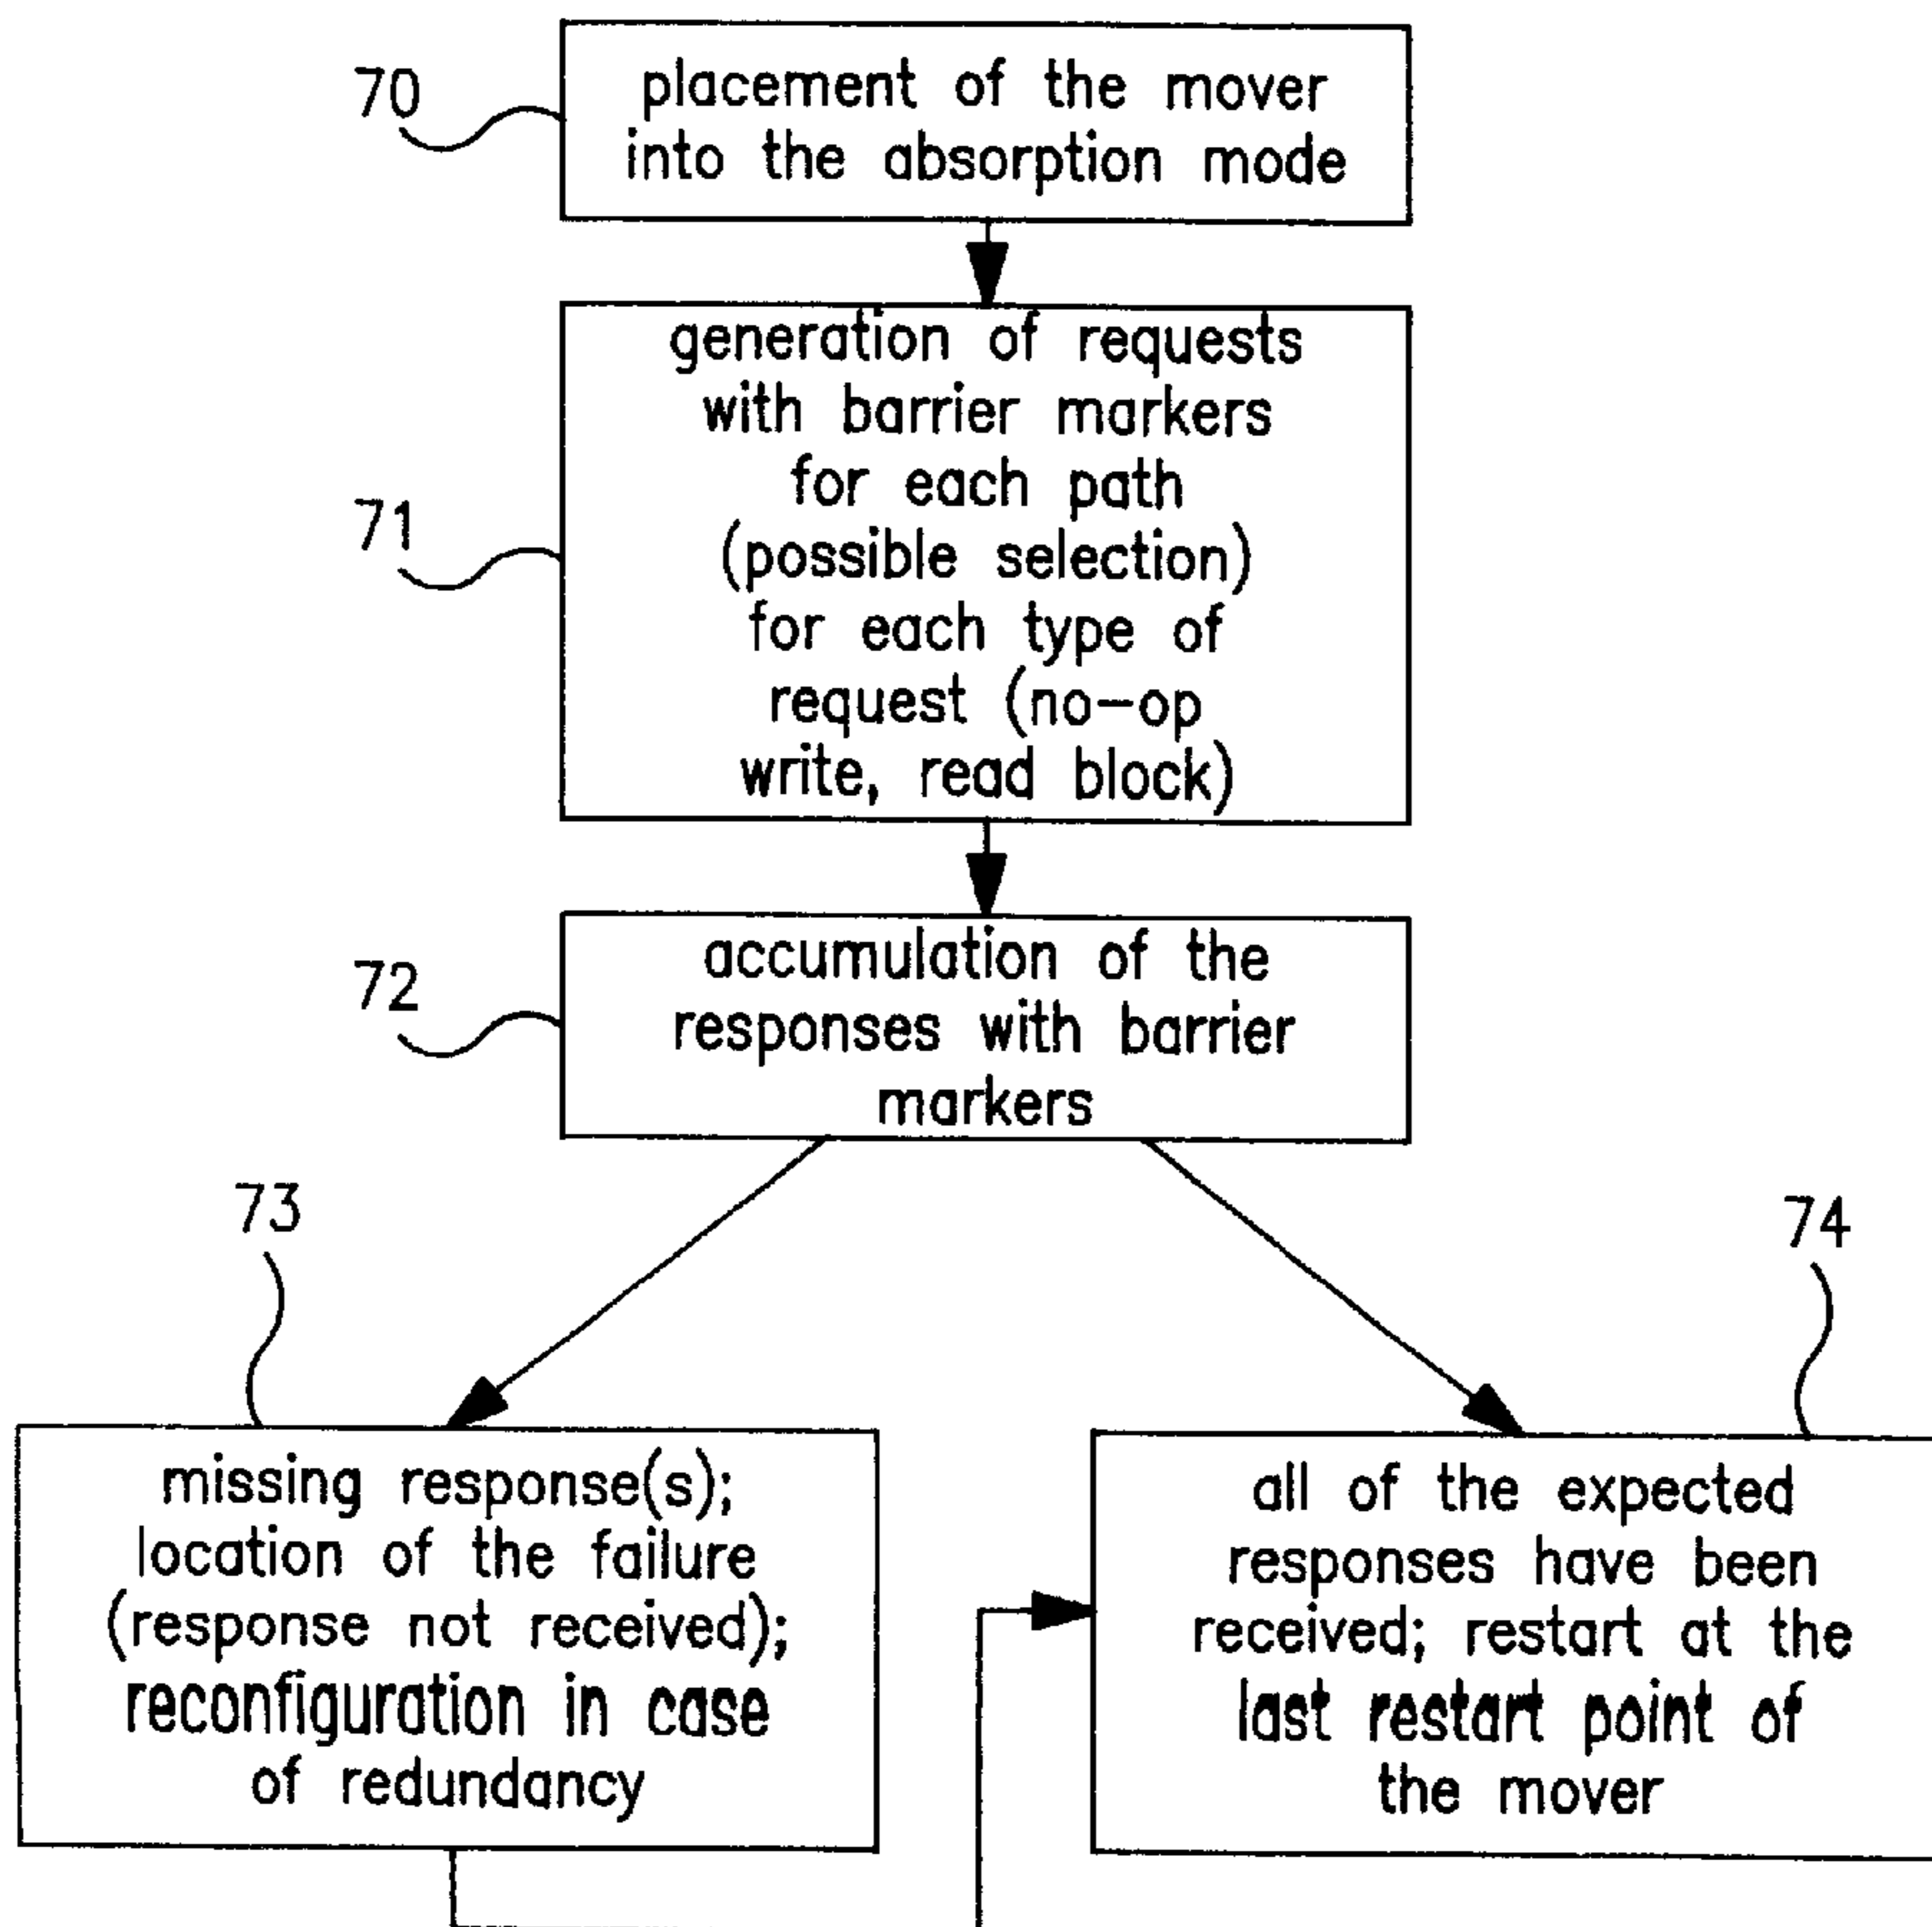 70
placement of the mover
into the absorption mode
71
generation of requests
with barrier markers
for each path
(possible selection)
for each type of
request (no-op
write, read block)
72
accumulation of the
responses with barrier
markers
73
74
missing response(s);
location of the failure
(response not received);
reconfiguration in case
of redundancy
all of the expected
responses have been
received; restart at the
last restart point of
the mover